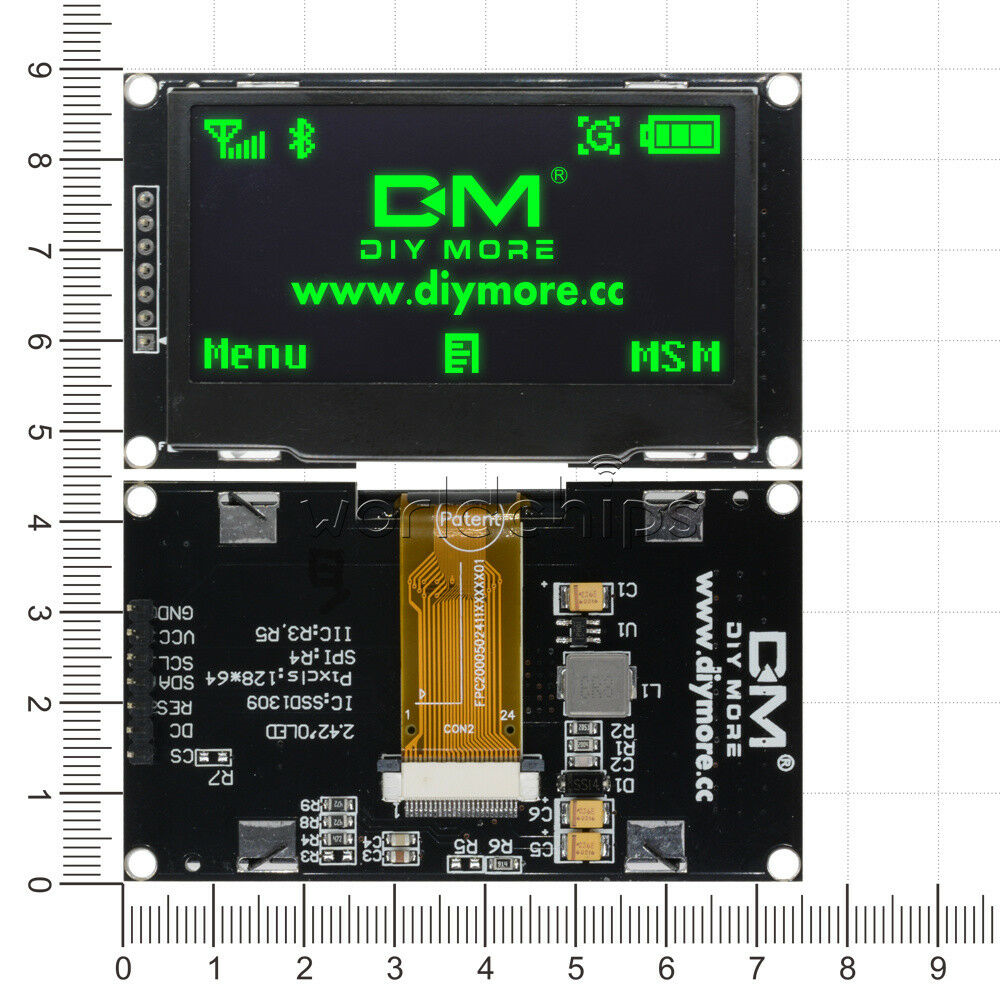 9
8
7
6
5
4
3
2
1
0
DM®
DIY MORE
www.diymore.cc
Menu
MSM
worldchips
Patent
FPC2000502411XXXXX01
1
24
CON2
1
GND
VCC
SCL
SDA
RES
DC
CS
R7
IIC:R3,R5
SPI:R4
Pixcls:128*64
IC:SSD1309
2.42"OLED
R9
R8
R4
R3
C4
C3
R5
R6
C1
U1
L1
6R8
R2
R1
C2
D1
SS14
C6
C5
DM®
DIY MORE
www.diymore.cc
0 1 2 3 4 5 6 7 8 9